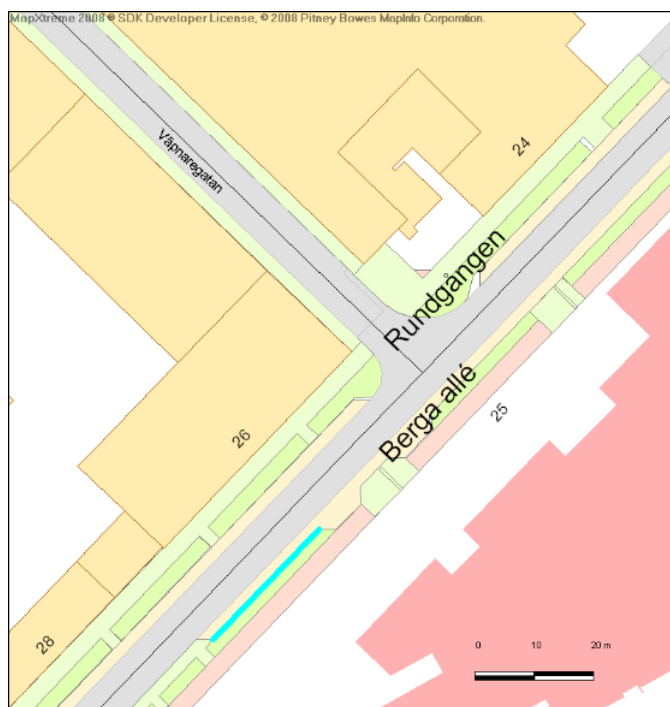 MapXtreme 2008 ® SDK Developer License, © 2008 Pitney Bowes MapInfo Corporation.
Väpnaregatan
24
Rundgången
Berga allé
25
26
28
0 10 20 m